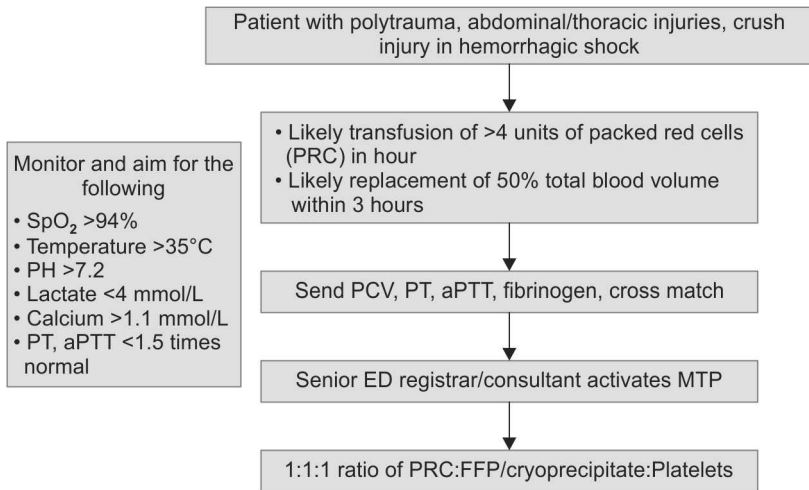 Patient with polytrauma, abdominal/thoracic injuries, crush
injury in hemorrhagic shock
• Likely transfusion of >4 units of packed red cells
(PRC) in hour
• Likely replacement of 50% total blood volume
within 3 hours
Monitor and aim for the
following
• SpO₂ >94%
• Temperature >35°C
• PH >7.2
• Lactate <4 mmol/L
• Calcium >1.1 mmol/L
• PT, aPTT <1.5 times
normal
Send PCV, PT, aPTT, fibrinogen, cross match
Senior ED registrar/consultant activates MTP
1:1:1 ratio of PRC:FFP/cryoprecipitate:Platelets